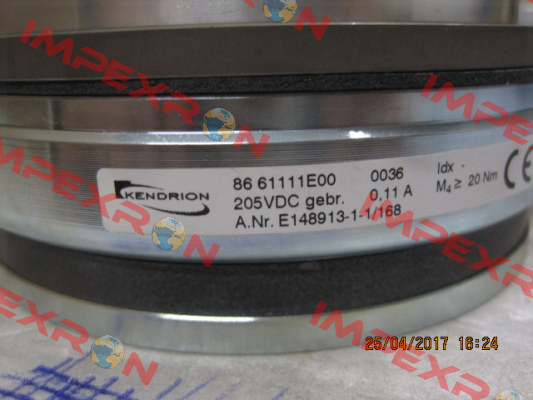 IMPEXRON
IMPEXRON
KENDRION
86 61111E00 0036
205VDC gebr. 0.11 A
A.Nr. E148913-1-1/168
Idx -
M4 ≥ 20 Nm
CE
IMPEXRON
IMPEXRON
25/04/2017 16:24